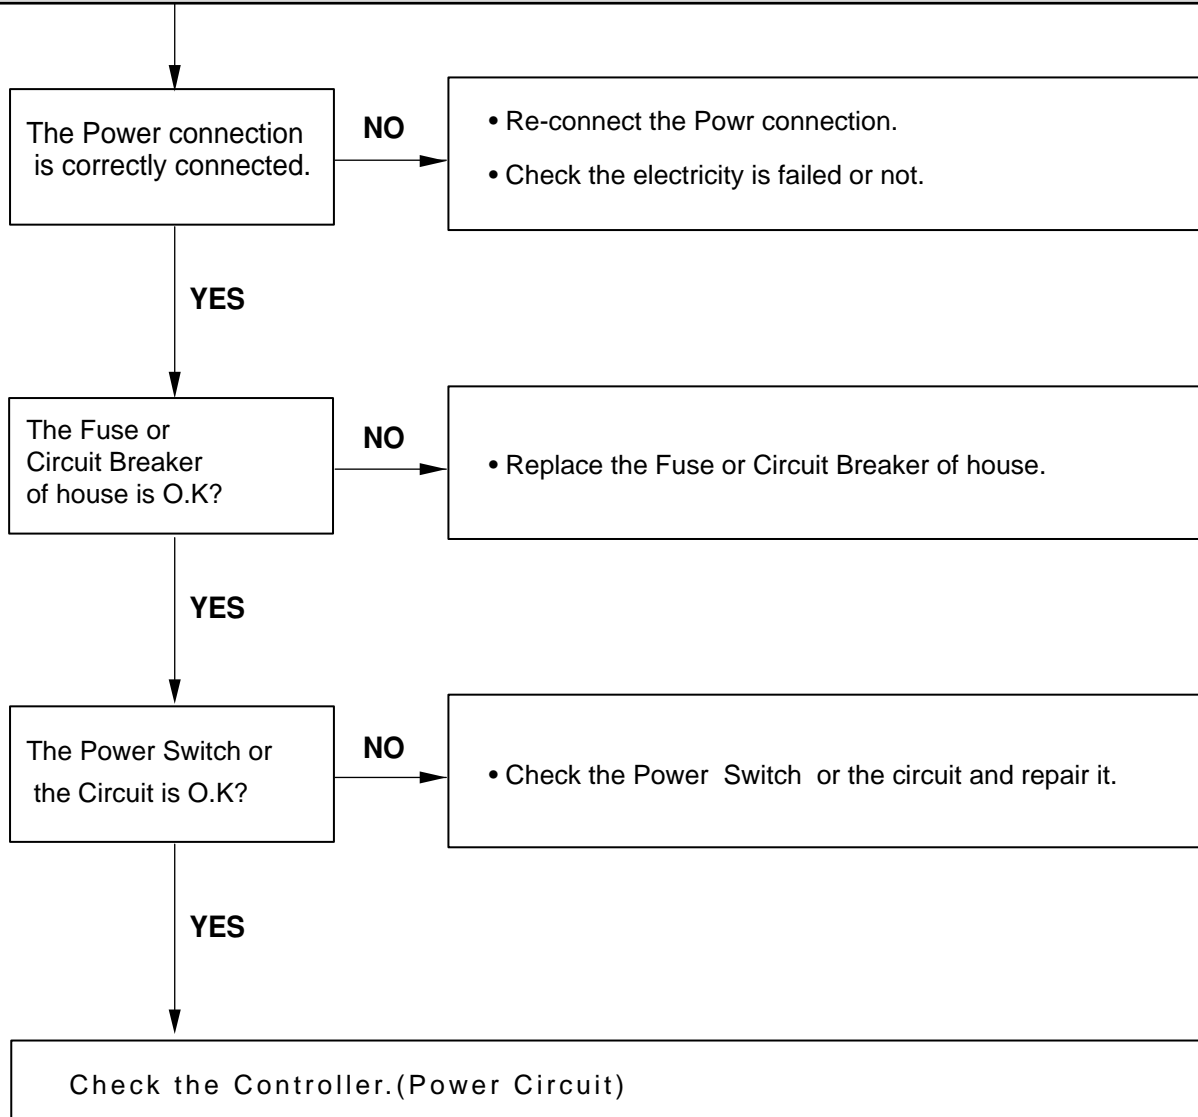 The Power connection
is correctly connected.
NO
• Re-connect the Powr connection.
• Check the electricity is failed or not.
YES
The Fuse or
Circuit Breaker
of house is O.K?
NO
• Replace the Fuse or Circuit Breaker of house.
YES
The Power Switch or
the Circuit is O.K?
NO
• Check the Power Switch or the circuit and repair it.
YES
Check the Controller.(Power Circuit)